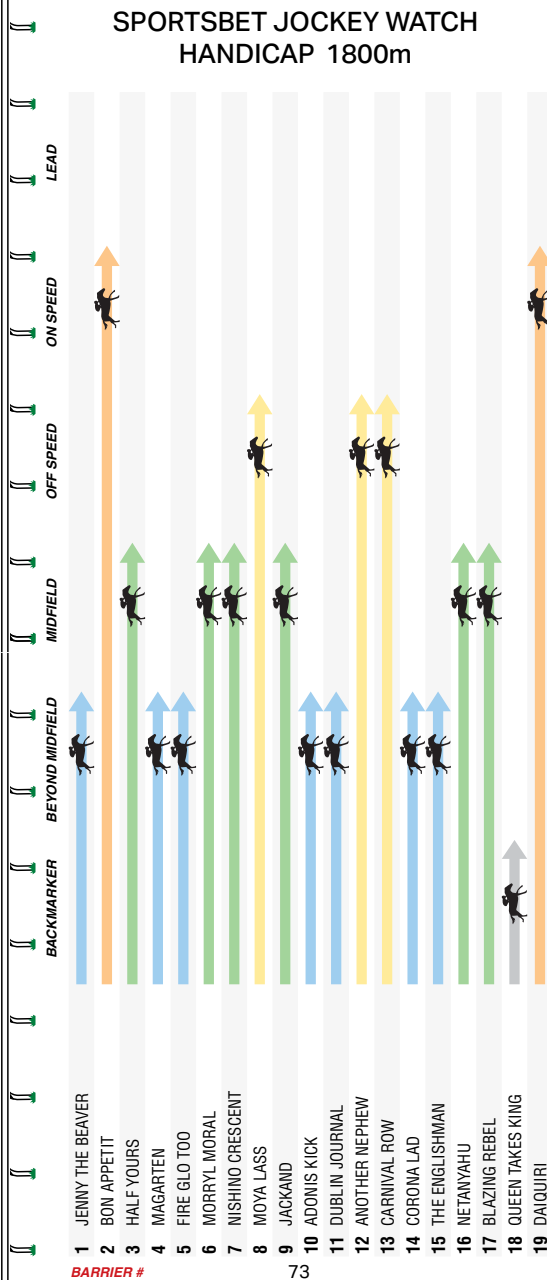 SPORTSBET JOCKEY WATCH
HANDICAP 1800m
LEAD
ON SPEED
OFF SPEED
MIDFIELD
BEYOND MIDFIELD
BACKMARKER
1 JENNY THE BEAVER
2 BON APPETIT
3 HALF YOURS
4 MAGARTEN
5 FIRE GLO TOO
6 MORRYL MORAL
7 NISHINO CRESCENT
8 MOYA LASS
9 JACKAND
10 ADONIS KICK
11 DUBLIN JOURNAL
12 ANOTHER NEPHEW
13 CARNIVAL ROW
14 CORONA LAD
15 THE ENGLISHMAN
16 NETANYAHU
17 BLAZING REBEL
18 QUEEN TAKES KING
19 DAIQUIRI
BARRIER #
73